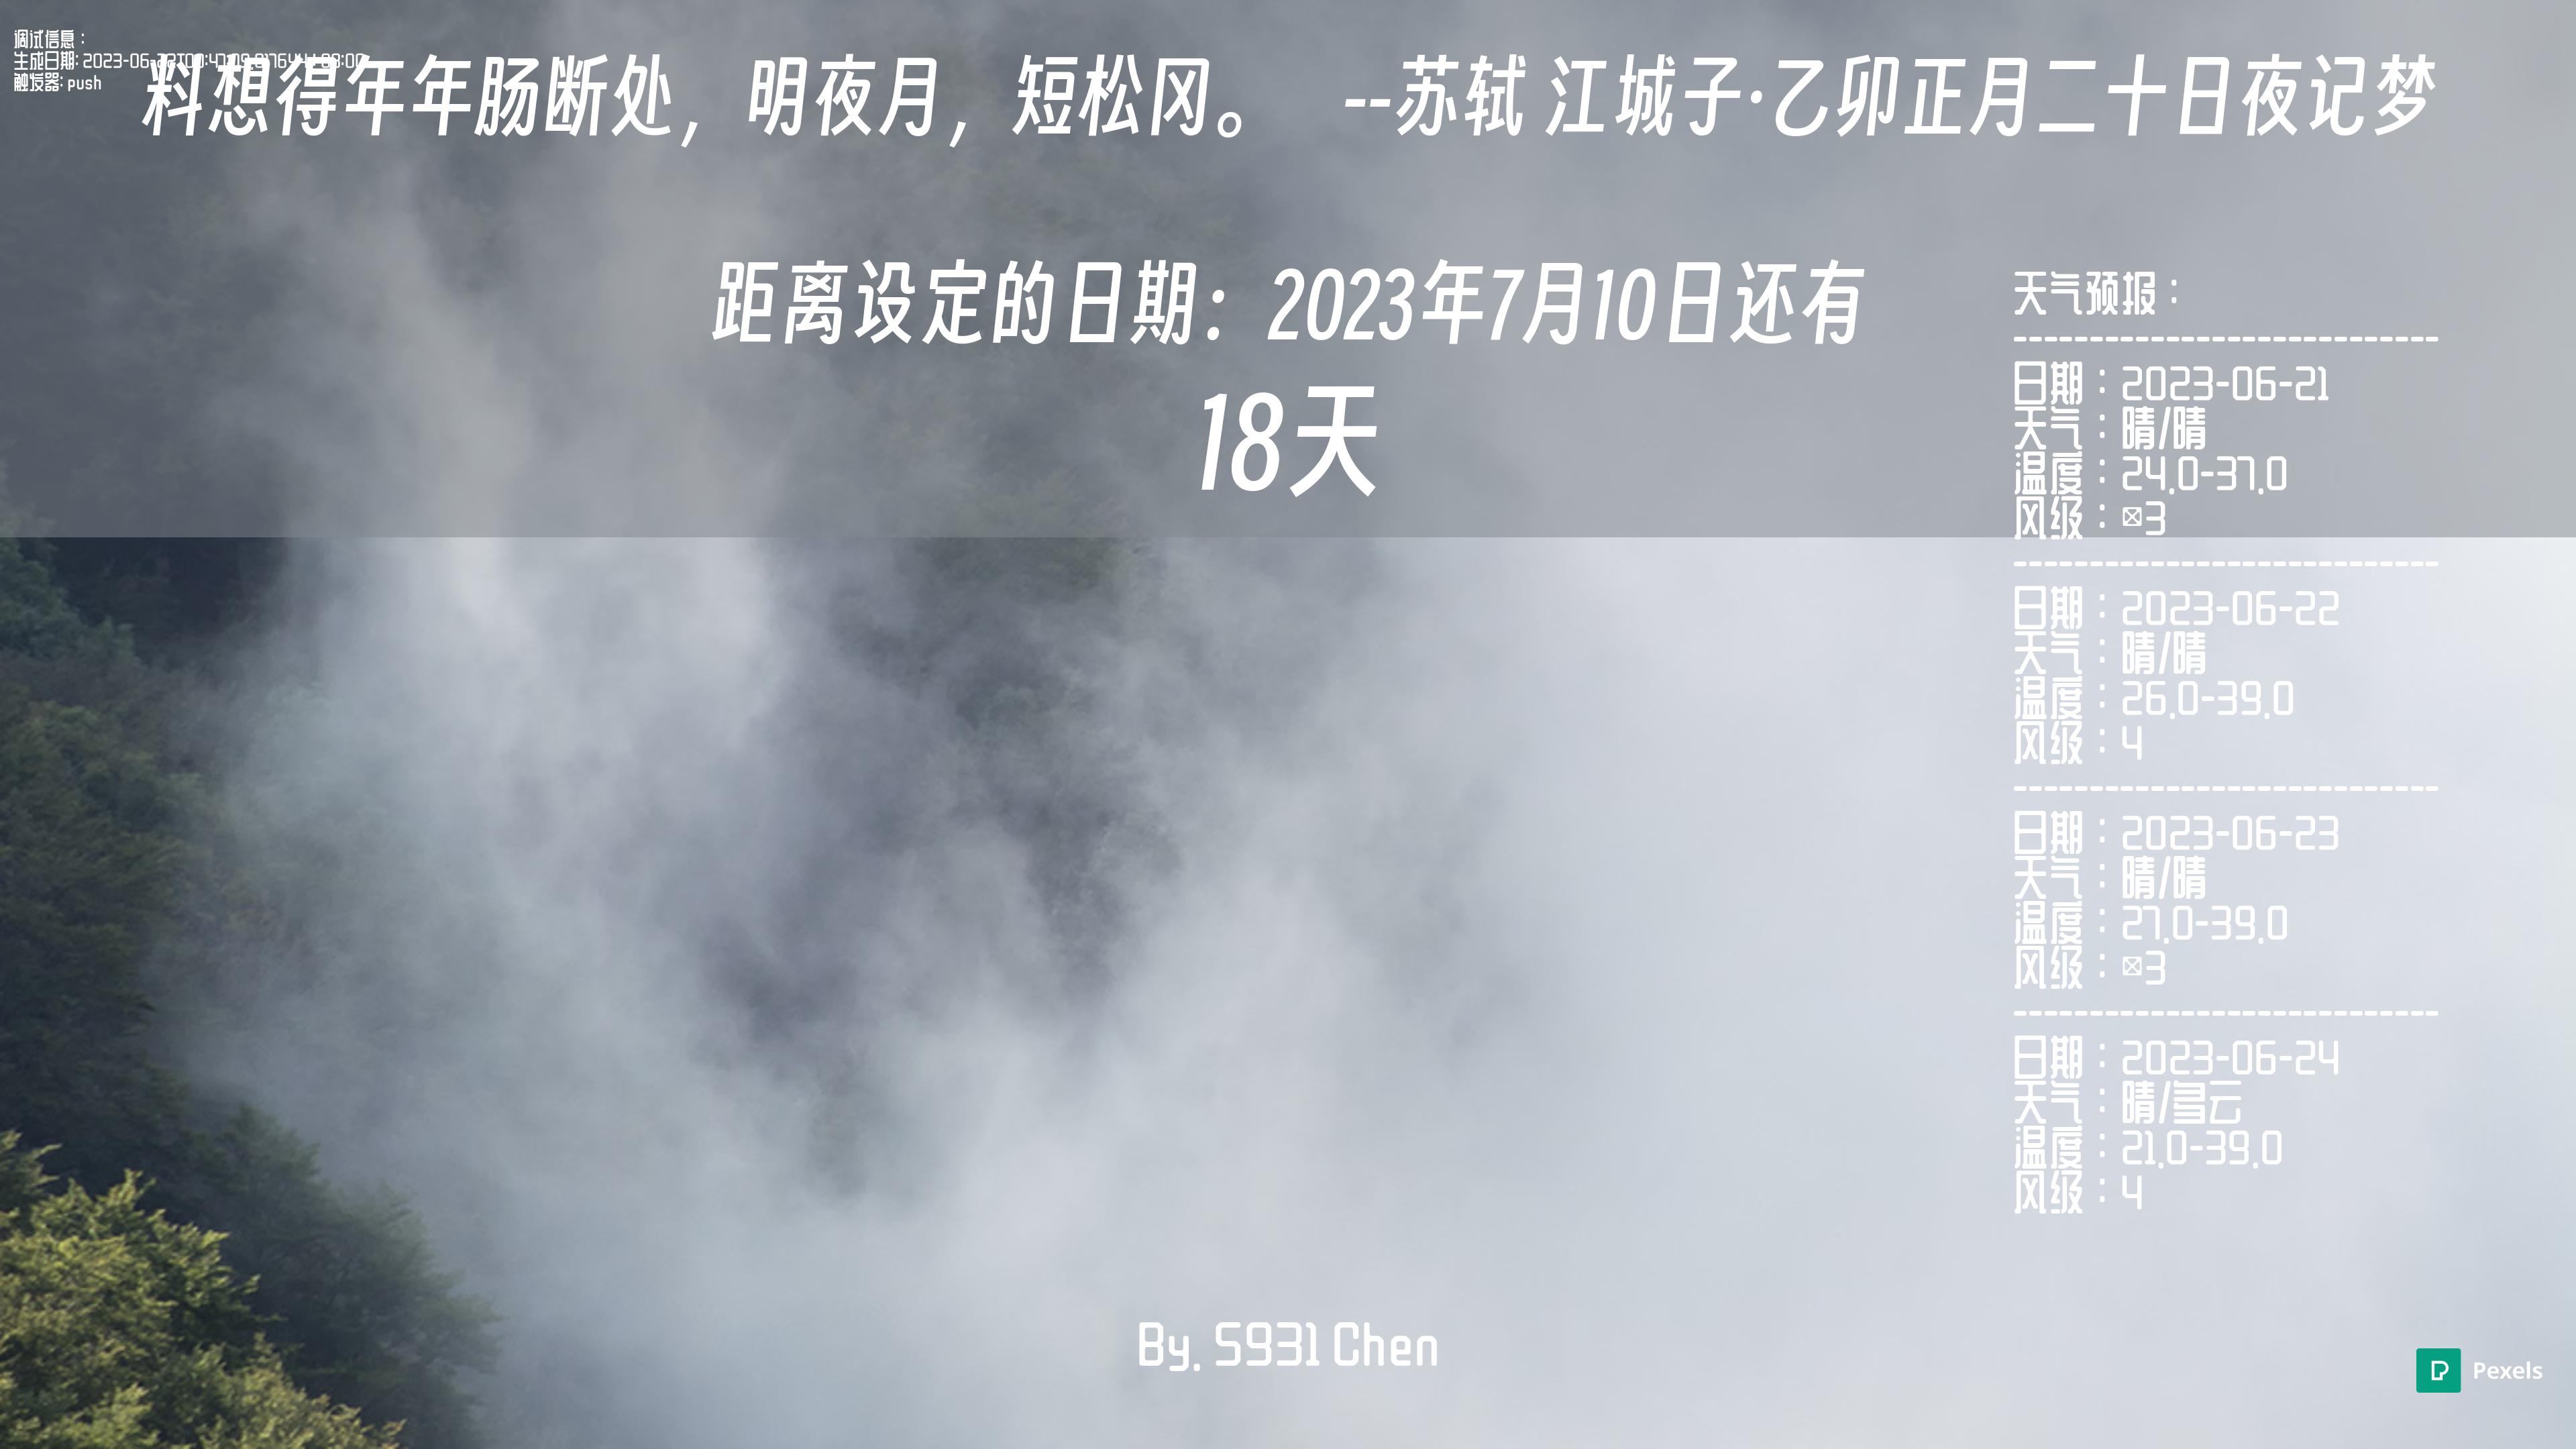 调试信息：
生成日期:
触发器: push
料想得年年肠断处，明夜月，短松冈。 --苏轼 江城子·乙卯正月二十日夜记梦
距离设定的日期：2023年7月10日还有
18天
天气预报：
----------------------------
日期：2023-06-21
天气：晴/晴
温度：24.0-37.0
风级：☒3
----------------------------
日期：2023-06-22
天气：晴/晴
温度：26.0-39.0
风级：4
----------------------------
日期：2023-06-23
天气：晴/晴
温度：27.0-39.0
风级：☒3
----------------------------
日期：2023-06-24
天气：晴/多云
温度：21.0-39.0
风级：4
By. S931 Chen
Pexels